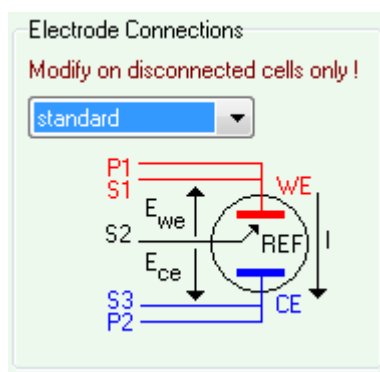 Electrode Connections
Modify on disconnected cells only !
standard
P1
S1
WE
Ewe
S2
REF
I
Ece
S3
CE
P2